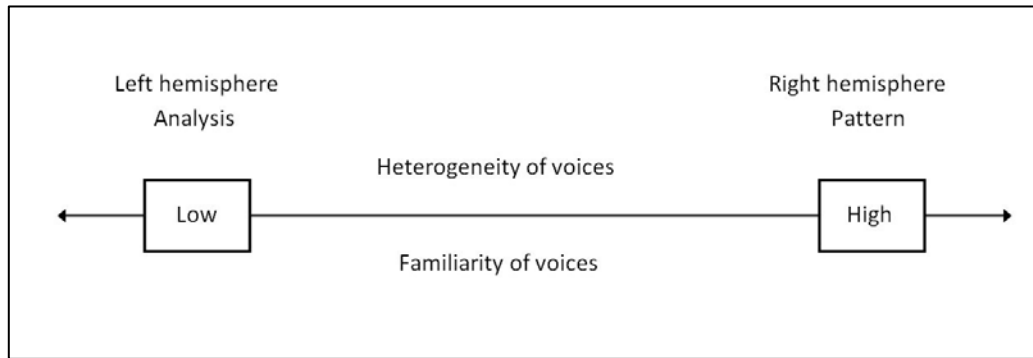 Left hemisphere
Analysis
Right hemisphere
Pattern
Heterogeneity of voices
Low
High
Familiarity of voices